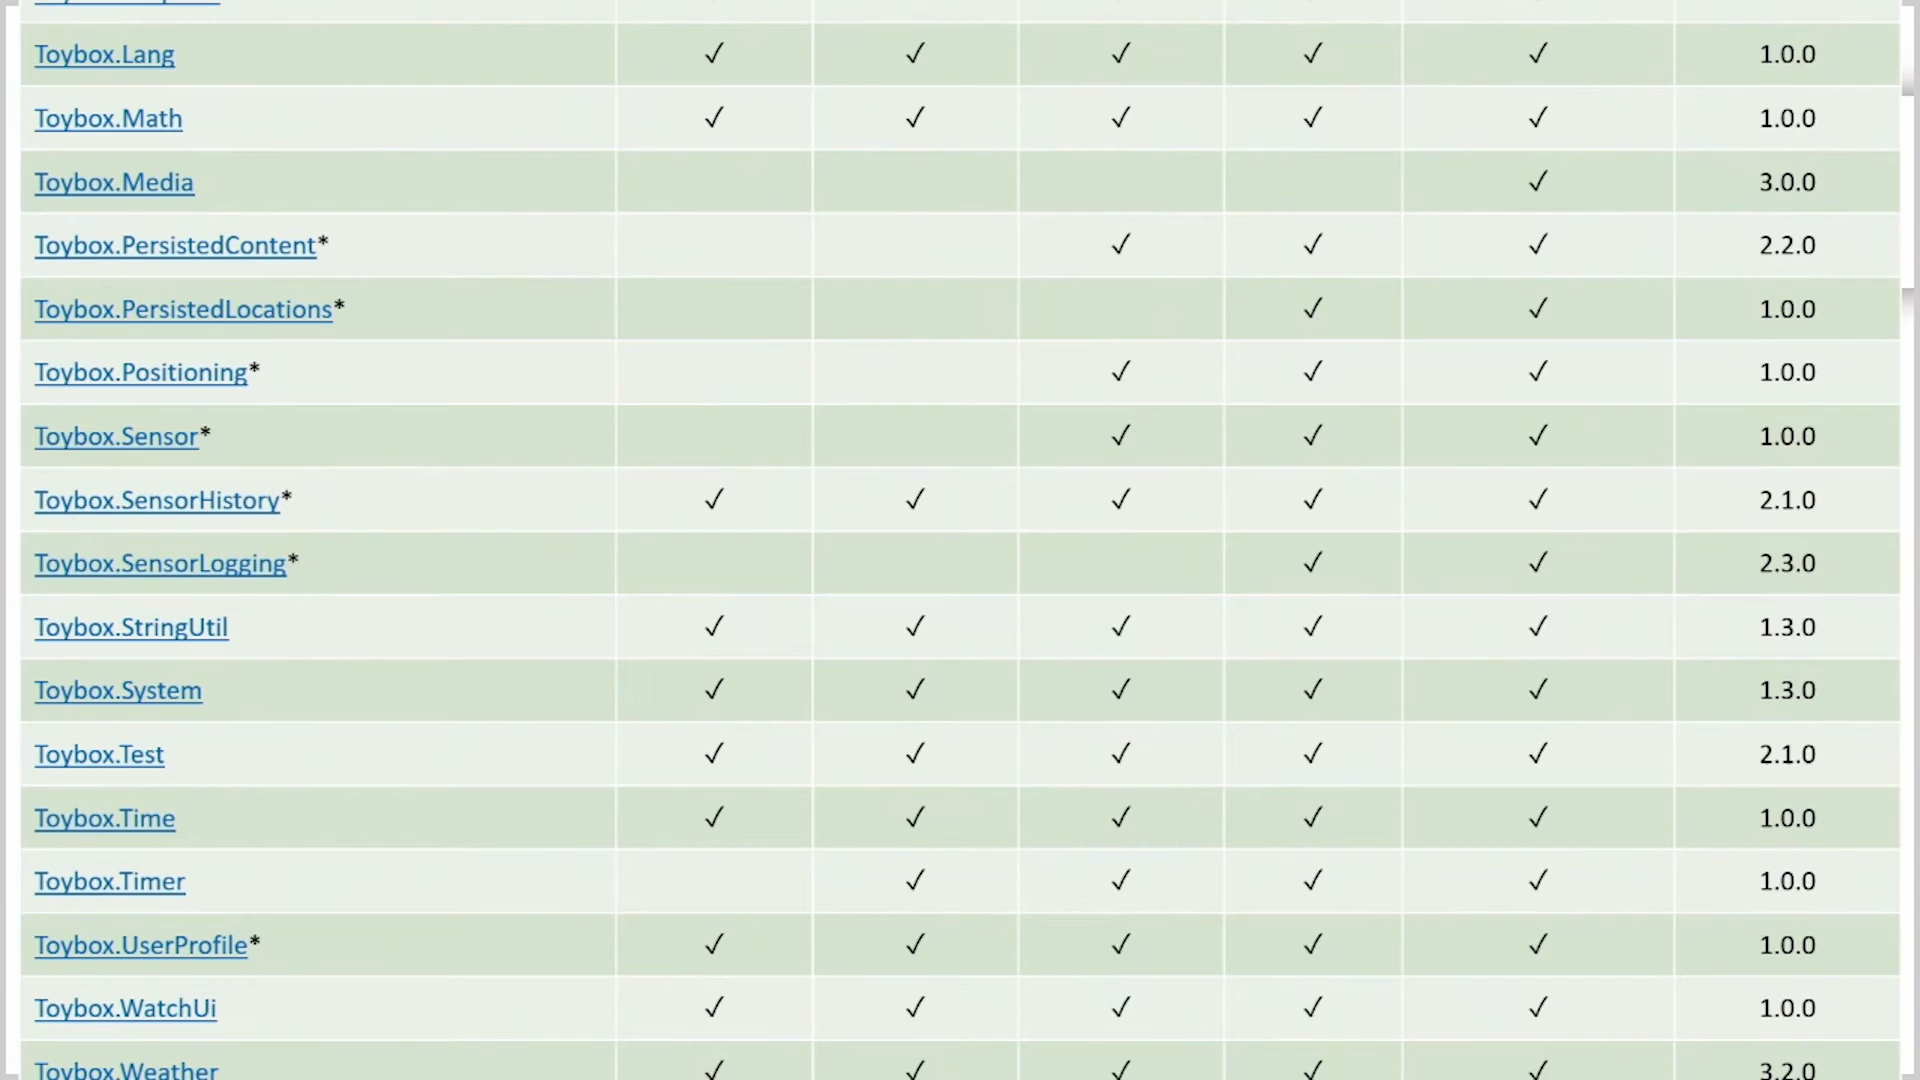 Toybox.Lang ✓ ✓ ✓ ✓ ✓ 1.0.0
Toybox.Math ✓ ✓ ✓ ✓ ✓ 1.0.0
Toybox.Media ✓ 3.0.0
Toybox.PersistedContent* ✓ ✓ ✓ 2.2.0
Toybox.PersistedLocations* ✓ ✓ 1.0.0
Toybox.Positioning* ✓ ✓ ✓ 1.0.0
Toybox.Sensor* ✓ ✓ ✓ 1.0.0
Toybox.SensorHistory* ✓ ✓ ✓ ✓ ✓ 2.1.0
Toybox.SensorLogging* ✓ ✓ 2.3.0
Toybox.StringUtil ✓ ✓ ✓ ✓ ✓ 1.3.0
Toybox.System ✓ ✓ ✓ ✓ ✓ 1.3.0
Toybox.Test ✓ ✓ ✓ ✓ ✓ 2.1.0
Toybox.Time ✓ ✓ ✓ ✓ ✓ 1.0.0
Toybox.Timer ✓ ✓ ✓ ✓ 1.0.0
Toybox.UserProfile* ✓ ✓ ✓ ✓ ✓ 1.0.0
Toybox.WatchUi ✓ ✓ ✓ ✓ ✓ 1.0.0
Toybox.Weather ✓ ✓ ✓ ✓ ✓ 3.2.0